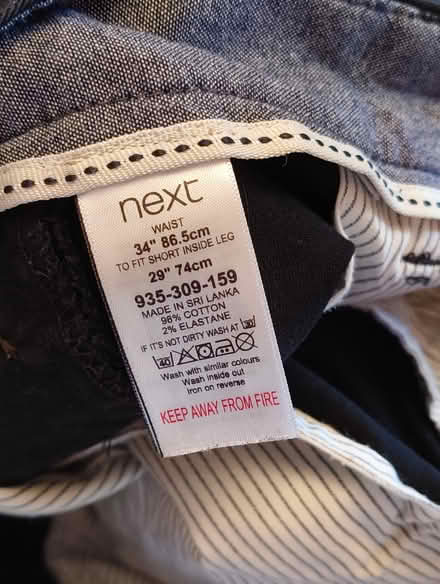 next
WAIST
34" 86.5cm
TO FIT SHORT INSIDE LEG
29" 74cm
935-309-159
MADE IN SRI LANKA
98% COTTON
2% ELASTANE
IF IT'S NOT DIRTY WASH AT 30
40
Wash with similar colours
Wash inside out
Iron on reverse
KEEP AWAY FROM FIRE